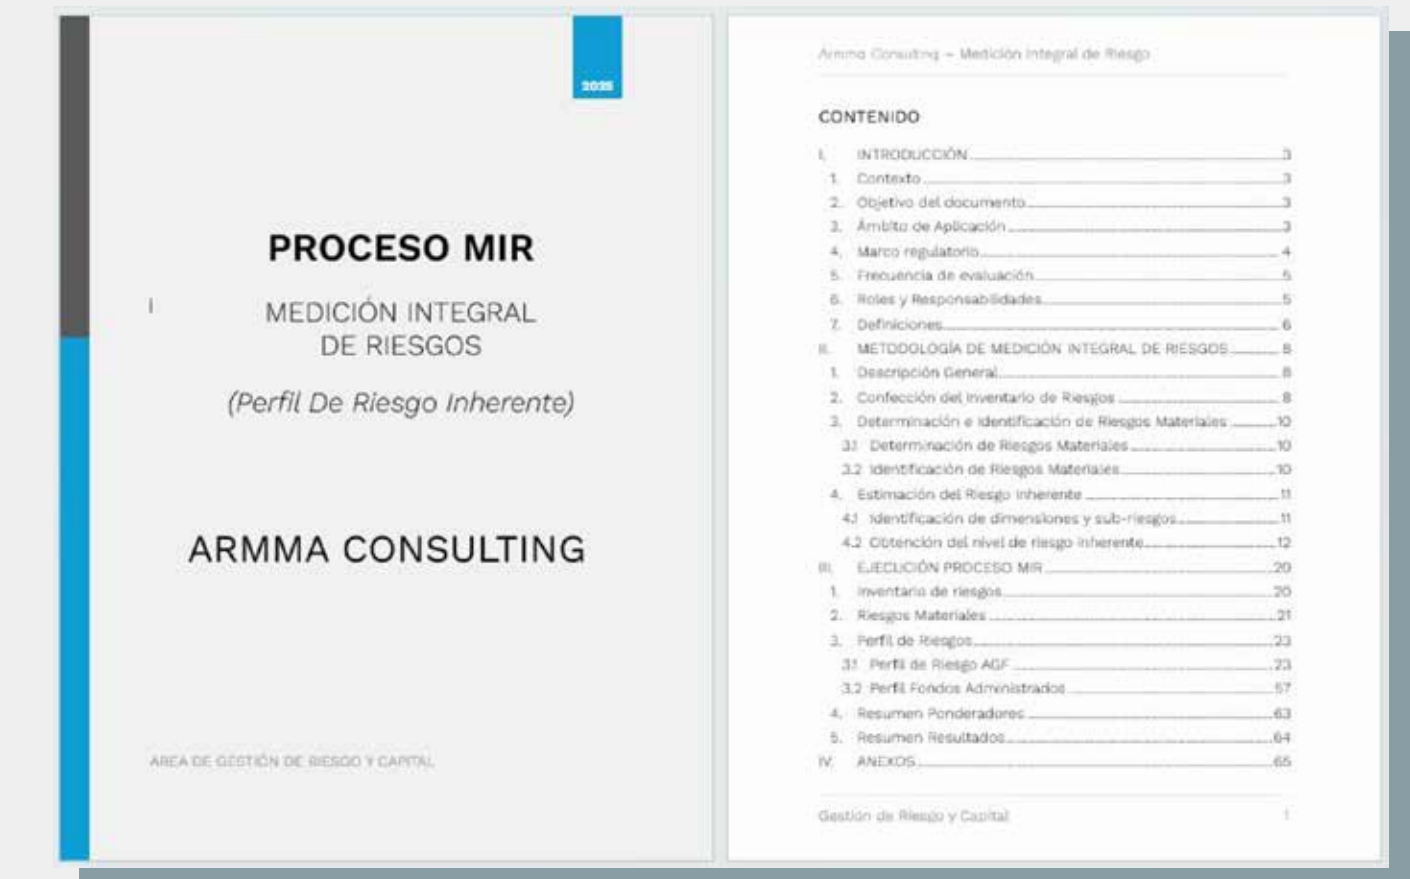 2025
PROCESO MIR
MEDICIÓN INTEGRAL
DE RIESGOS
(Perfil De Riesgo Inherente)
ARMMA CONSULTING
AREA DE GESTIÓN DE RIESGO Y CAPITAL
Armma Consulting – Medición Integral de Riesgo
CONTENIDO
I. INTRODUCCIÓN 3
1. Contexto 3
2. Objetivo del documento 3
3. Ámbito de Aplicación 3
4. Marco regulatorio 4
5. Frecuencia de evaluación 5
6. Roles y Responsabilidades 5
7. Definiciones 6
II. METODOLOGÍA DE MEDICIÓN INTEGRAL DE RIESGOS 8
1. Descripción General 8
2. Confección del Inventario de Riesgos 8
3. Determinación e Identificación de Riesgos Materiales 10
3.1 Determinación de Riesgos Materiales 10
3.2 Identificación de Riesgos Materiales 10
4. Estimación del Riesgo Inherente 11
4.1 Identificación de dimensiones y sub-riesgos 11
4.2 Obtención del nivel de riesgo inherente 12
III. EJECUCIÓN PROCESO MIR 20
1. Inventario de riesgos 20
2. Riesgos Materiales 21
3. Perfil de Riesgos 23
3.1 Perfil de Riesgo AGF 23
3.2 Perfil Fondos Administrados 57
4. Resumen Ponderadores 63
5. Resumen Resultados 64
IV. ANEXOS 65
Gestión de Riesgo y Capital 1